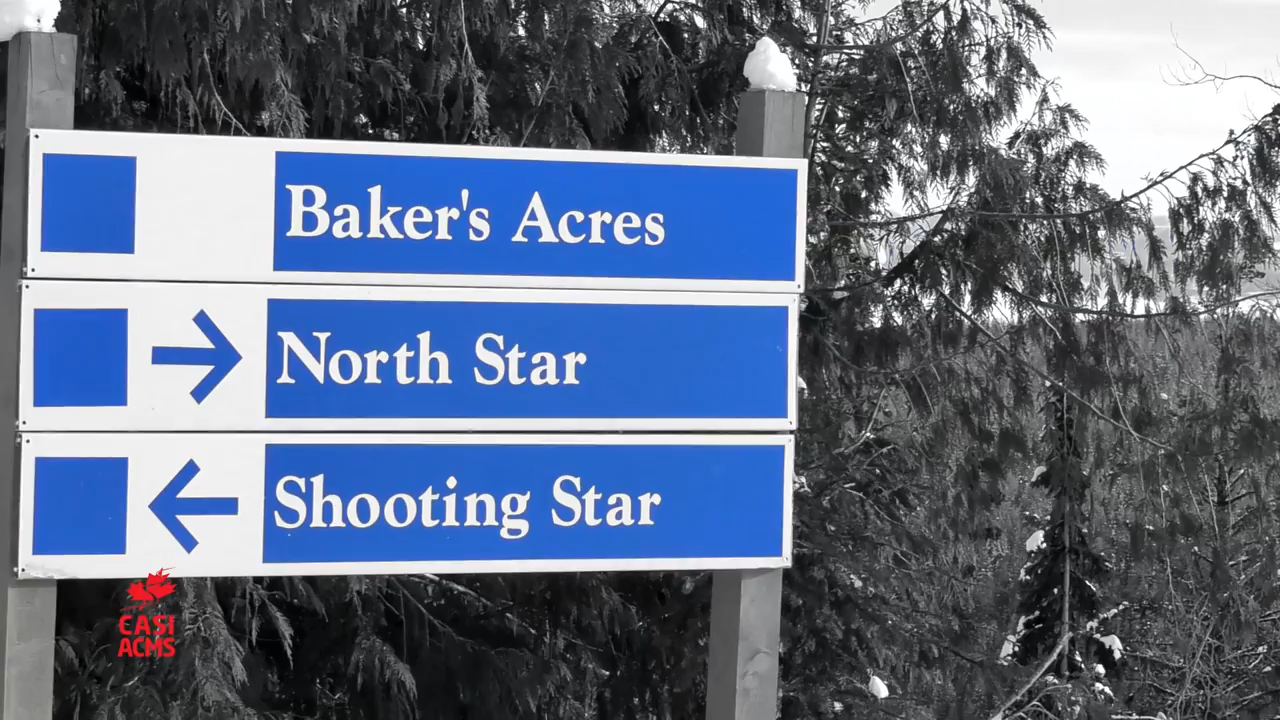 Baker's Acres
North Star
Shooting Star
CASI
ACMS